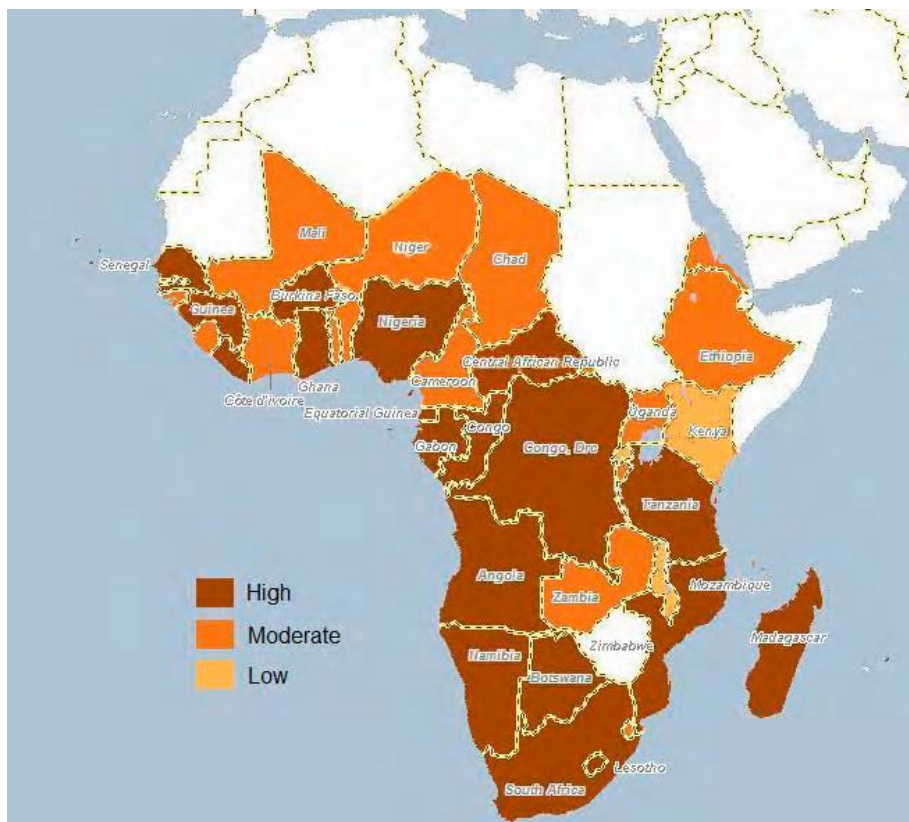 Mali
Niger
Chad
Senegal
Burkina Faso
Guinea
Nigeria
Ethiopia
Central African Republic
Cameroon
Ghana
Côte d'ivoire
Equatorial Guinea
Uganda
Congo
Kenya
Gabon
Congo, Drc
Tanzania
Angola
Mozambique
High
Zambia
Moderate
Madagascar
Zimbabwe
Namibia
Low
Botswana
Lesotho
South Africa